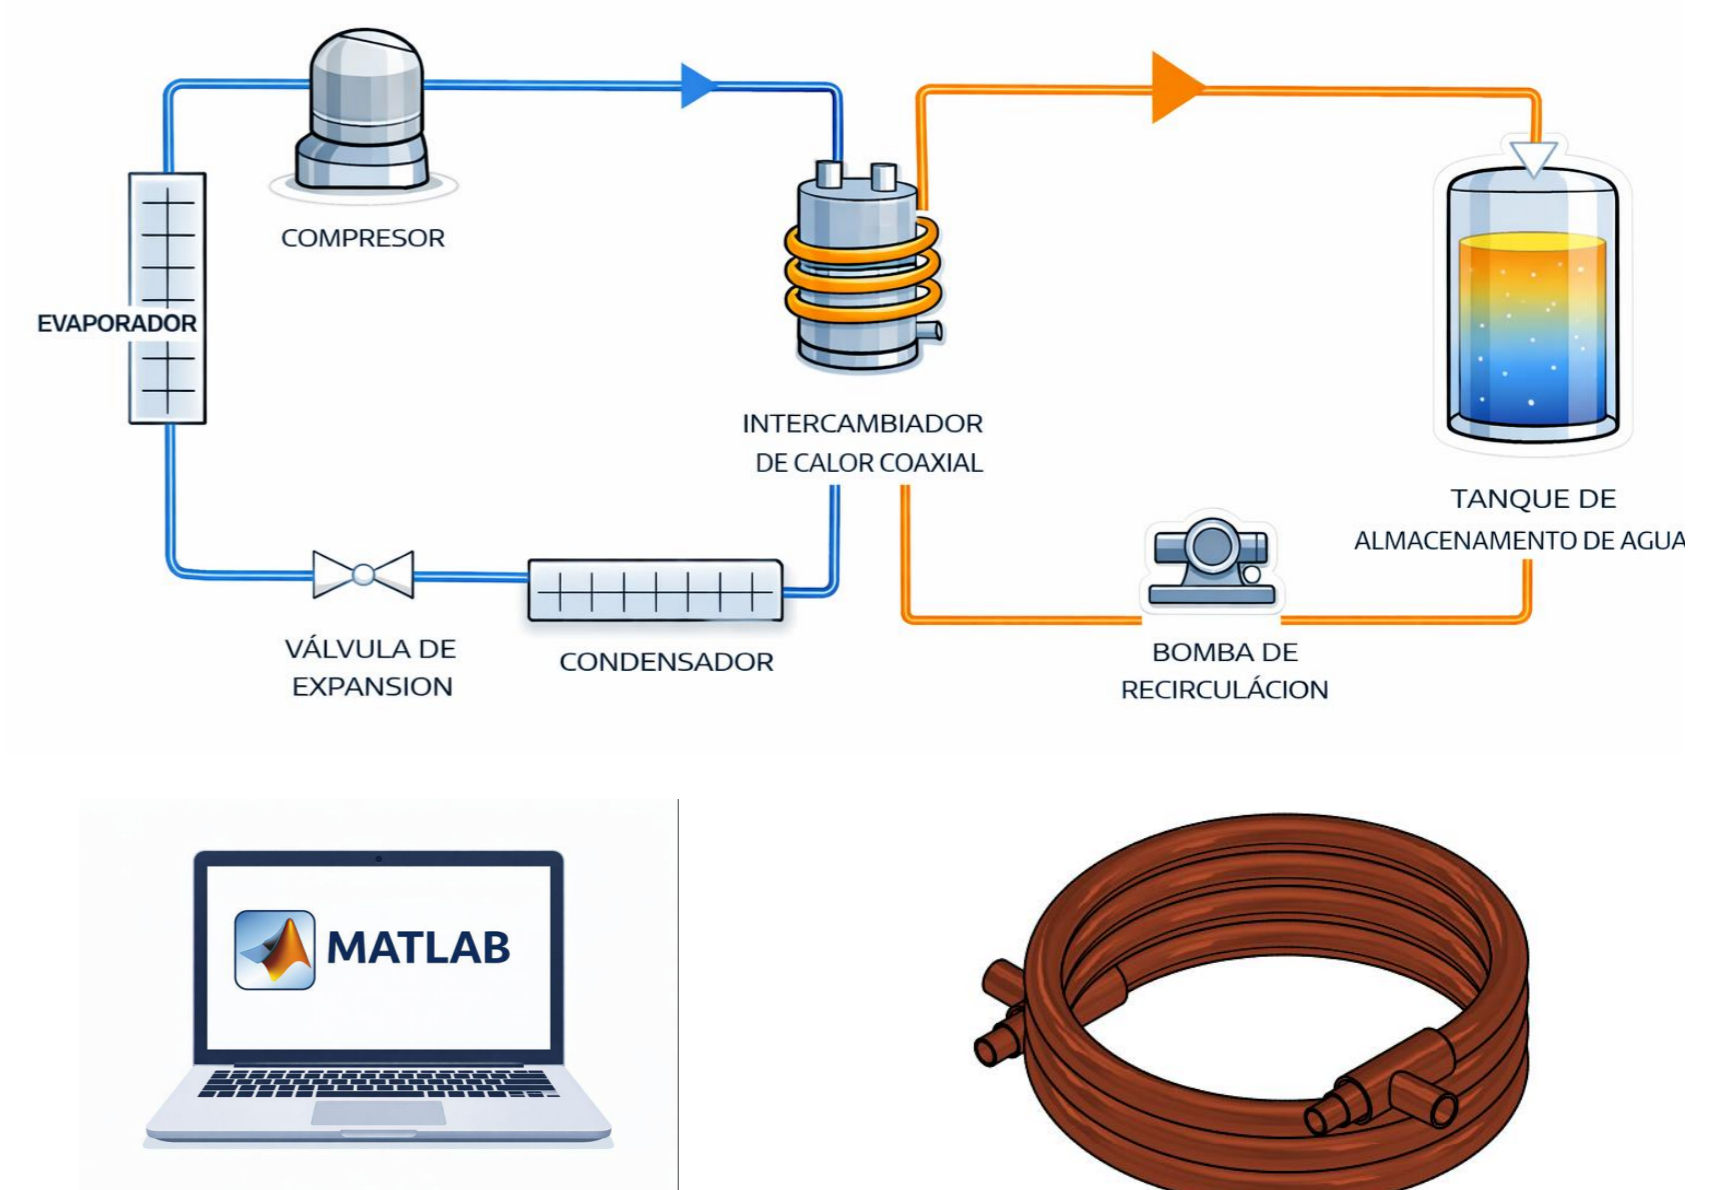 COMPRESOR
EVAPORADOR
INTERCAMBIADOR
DE CALOR COAXIAL
TANQUE DE
ALMACENAMENTO DE AGUA
VÁLVULA DE
EXPANSION
CONDENSADOR
BOMBA DE
RECIRCULÁCION
MATLAB